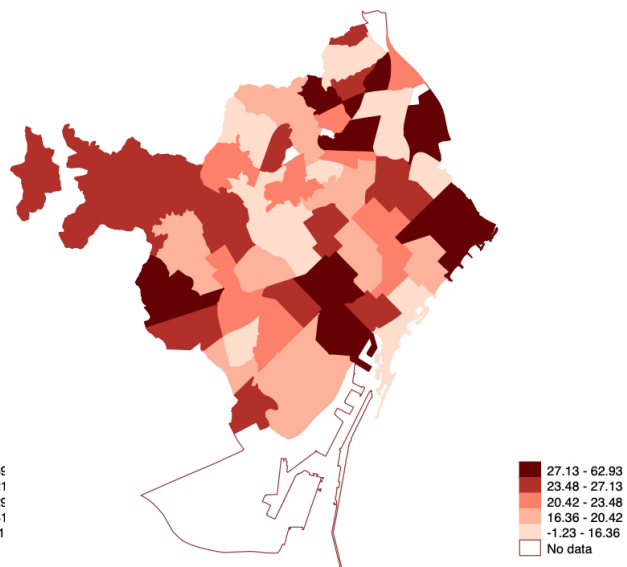 27.13 - 62.93
23.48 - 27.13
20.42 - 23.48
16.36 - 20.42
-1.23 - 16.36
No data